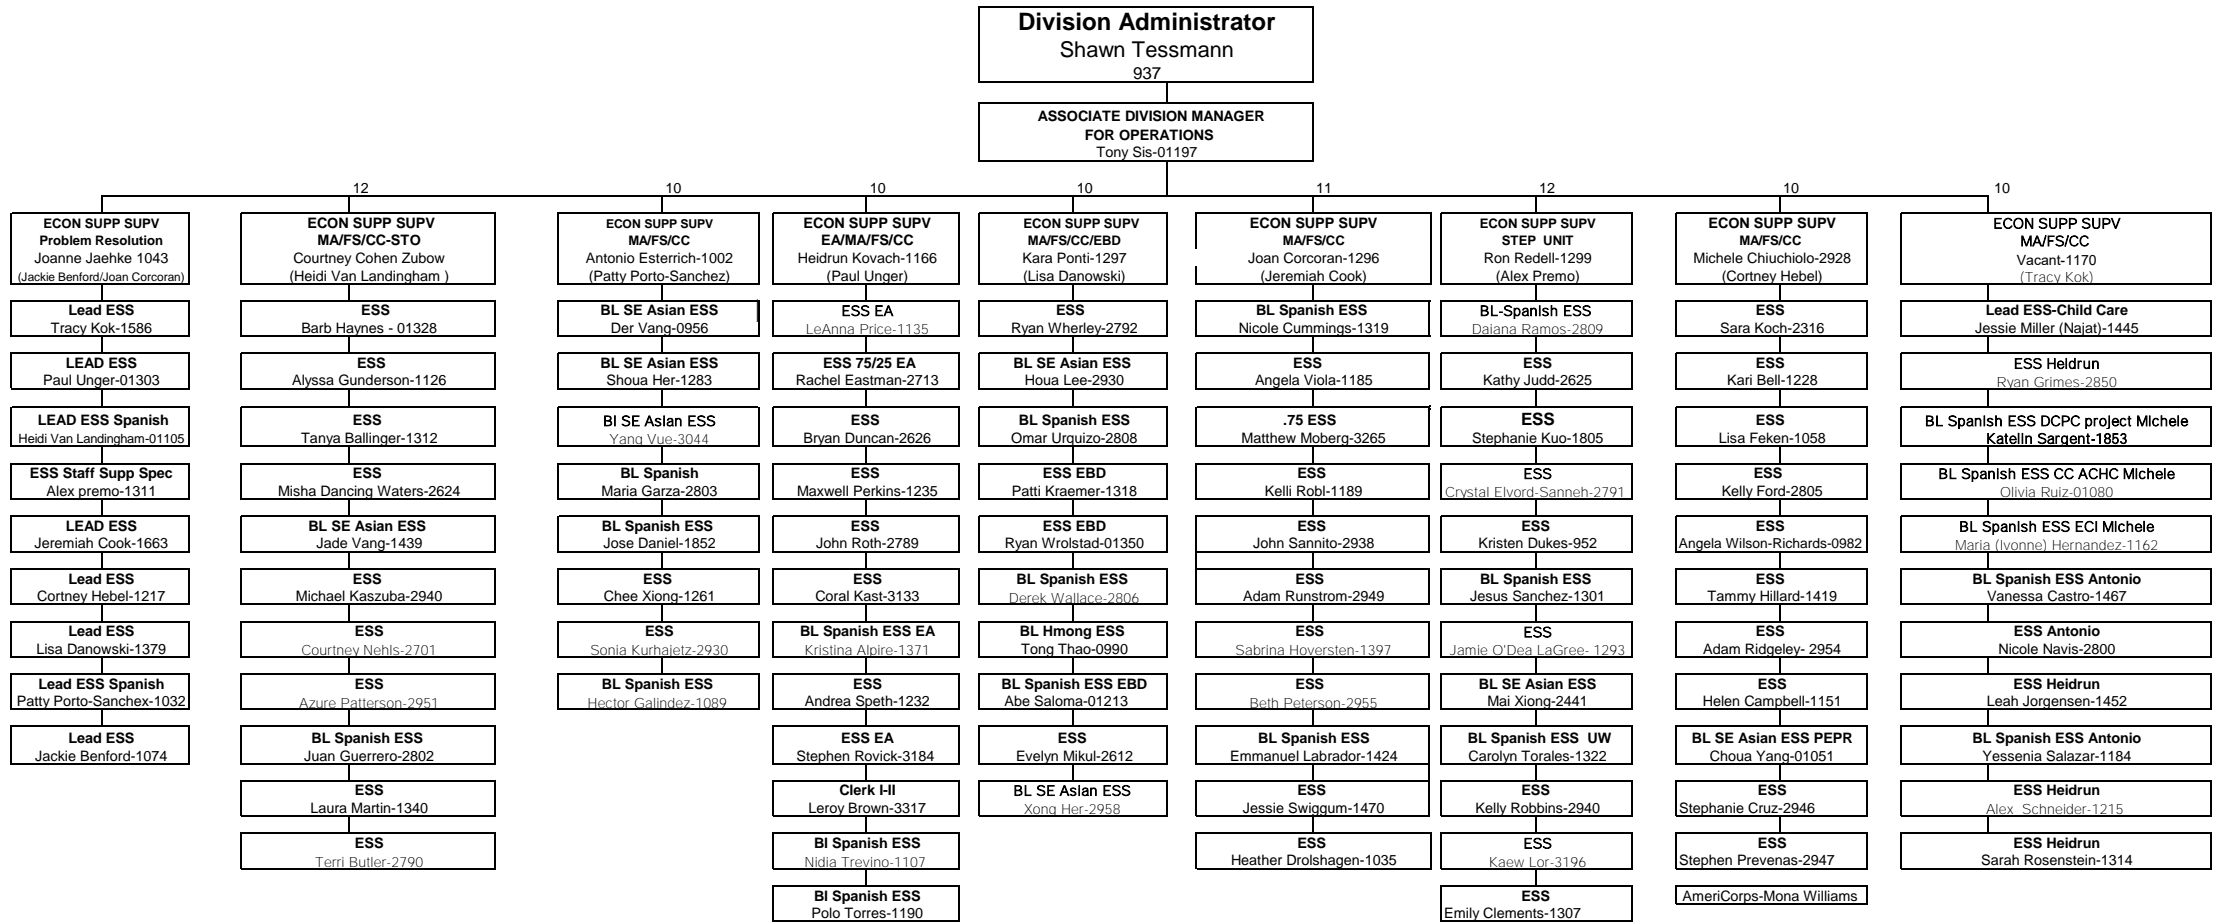 Division Administrator
Shawn Tessmann
937
ASSOCIATE DIVISION MANAGER
FOR OPERATIONS
Tony Sis-01197
12
10
10
10
11
12
10
10
ECON SUPP SUPV
Problem Resolution
Joanne Jaehke 1043
(Jackie Benford/Joan Corcoran)
Lead ESS
Tracy Kok-1586
LEAD ESS
Paul Unger-01303
LEAD ESS Spanish
Heidi Van Landingham-01105
ESS Staff Supp Spec
Alex premo-1311
LEAD ESS
Jeremiah Cook-1663
Lead ESS
Cortney Hebel-1217
Lead ESS
Lisa Danowski-1379
Lead ESS Spanish
Patty Porto-Sanchex-1032
Lead ESS
Jackie Benford-1074
ECON SUPP SUPV
MA/FS/CC-STO
Courtney Cohen Zubow
(Heidi Van Landingham )
ESS
Barb Haynes - 01328
ESS
Alyssa Gunderson-1126
ESS
Tanya Ballinger-1312
ESS
Misha Dancing Waters-2624
BL SE Asian ESS
Jade Vang-1439
ESS
Michael Kaszuba-2940
ESS
Courtney Nehls-2701
ESS
Azure Patterson-2951
BL Spanish ESS
Juan Guerrero-2802
ESS
Laura Martin-1340
ESS
Terri Butler-2790
ECON SUPP SUPV
MA/FS/CC
Antonio Esterrich-1002
(Patty Porto-Sanchez)
BL SE Asian ESS
Der Vang-0956
BL SE Asian ESS
Shoua Her-1283
BI SE Asian ESS
Yang Vue-3044
BL Spanish
Maria Garza-2803
BL Spanish ESS
Jose Daniel-1852
ESS
Chee Xiong-1261
ESS
Sonia Kurhajetz-2930
BL Spanish ESS
Hector Galindez-1089
ECON SUPP SUPV
EA/MA/FS/CC
Heidrun Kovach-1166
(Paul Unger)
ESS EA
LeAnna Price-1135
ESS 75/25 EA
Rachel Eastman-2713
ESS
Bryan Duncan-2626
ESS
Maxwell Perkins-1235
ESS
John Roth-2789
ESS
Coral Kast-3133
BL Spanish ESS EA
Kristina Alpire-1371
ESS
Andrea Speth-1232
ESS EA
Stephen Rovick-3184
Clerk I-II
Leroy Brown-3317
BI Spanish ESS
Nidia Trevino-1107
BI Spanish ESS
Polo Torres-1190
ECON SUPP SUPV
MA/FS/CC/EBD
Kara Ponti-1297
(Lisa Danowski)
ESS
Ryan Wherley-2792
BL SE Asian ESS
Houa Lee-2930
BL Spanish ESS
Omar Urquizo-2808
ESS EBD
Patti Kraemer-1318
ESS EBD
Ryan Wrolstad-01350
BL Spanish ESS
Derek Wallace-2806
BL Hmong ESS
Tong Thao-0990
BL Spanish ESS EBD
Abe Saloma-01213
ESS
Evelyn Mikul-2612
BL SE Asian ESS
Xong Her-2958
ECON SUPP SUPV
MA/FS/CC
Joan Corcoran-1296
(Jeremiah Cook)
BL Spanish ESS
Nicole Cummings-1319
ESS
Angela Viola-1185
.75 ESS
Matthew Moberg-3265
ESS
Kelli Robl-1189
ESS
John Sannito-2938
ESS
Adam Runstrom-2949
ESS
Sabrina Hoversten-1397
ESS
Beth Peterson-2955
BL Spanish ESS
Emmanuel Labrador-1424
ESS
Jessie Swiggum-1470
ESS
Heather Drolshagen-1035
ECON SUPP SUPV
STEP UNIT
Ron Redell-1299
(Alex Premo)
BL-Spanish ESS
Daiana Ramos-2809
ESS
Kathy Judd-2625
ESS
Stephanie Kuo-1805
ESS
Crystal Elvord-Sanneh-2791
ESS
Kristen Dukes-952
BL Spanish ESS
Jesus Sanchez-1301
ESS
Jamie O'Dea LaGree- 1293
BL SE Asian ESS
Mai Xiong-2441
BL Spanish ESS UW
Carolyn Torales-1322
ESS
Kelly Robbins-2940
ESS
Kaew Lor-3196
ESS
Emily Clements-1307
ECON SUPP SUPV
MA/FS/CC
Michele Chiuchiolo-2928
(Cortney Hebel)
ESS
Sara Koch-2316
ESS
Kari Bell-1228
ESS
Lisa Feken-1058
ESS
Kelly Ford-2805
ESS
Angela Wilson-Richards-0982
ESS
Tammy Hillard-1419
ESS
Adam Ridgeley- 2954
ESS
Helen Campbell-1151
BL SE Asian ESS PEPR
Choua Yang-01051
ESS
Stephanie Cruz-2946
ESS
Stephen Prevenas-2947
AmeriCorps-Mona Williams
ECON SUPP SUPV
MA/FS/CC
Vacant-1170
(Tracy Kok)
Lead ESS-Child Care
Jessie Miller (Najat)-1445
ESS Heidrun
Ryan Grimes-2850
BL Spanish ESS DCPC project Michele
Katelin Sargent-1853
BL Spanish ESS CC ACHC Michele
Olivia Ruiz-01080
BL Spanish ESS ECI Michele
Maria (Ivonne) Hernandez-1162
BL Spanish ESS Antonio
Vanessa Castro-1467
ESS Antonio
Nicole Navis-2800
ESS Heidrun
Leah Jorgensen-1452
BL Spanish ESS Antonio
Yessenia Salazar-1184
ESS Heidrun
Alex Schneider-1215
ESS Heidrun
Sarah Rosenstein-1314